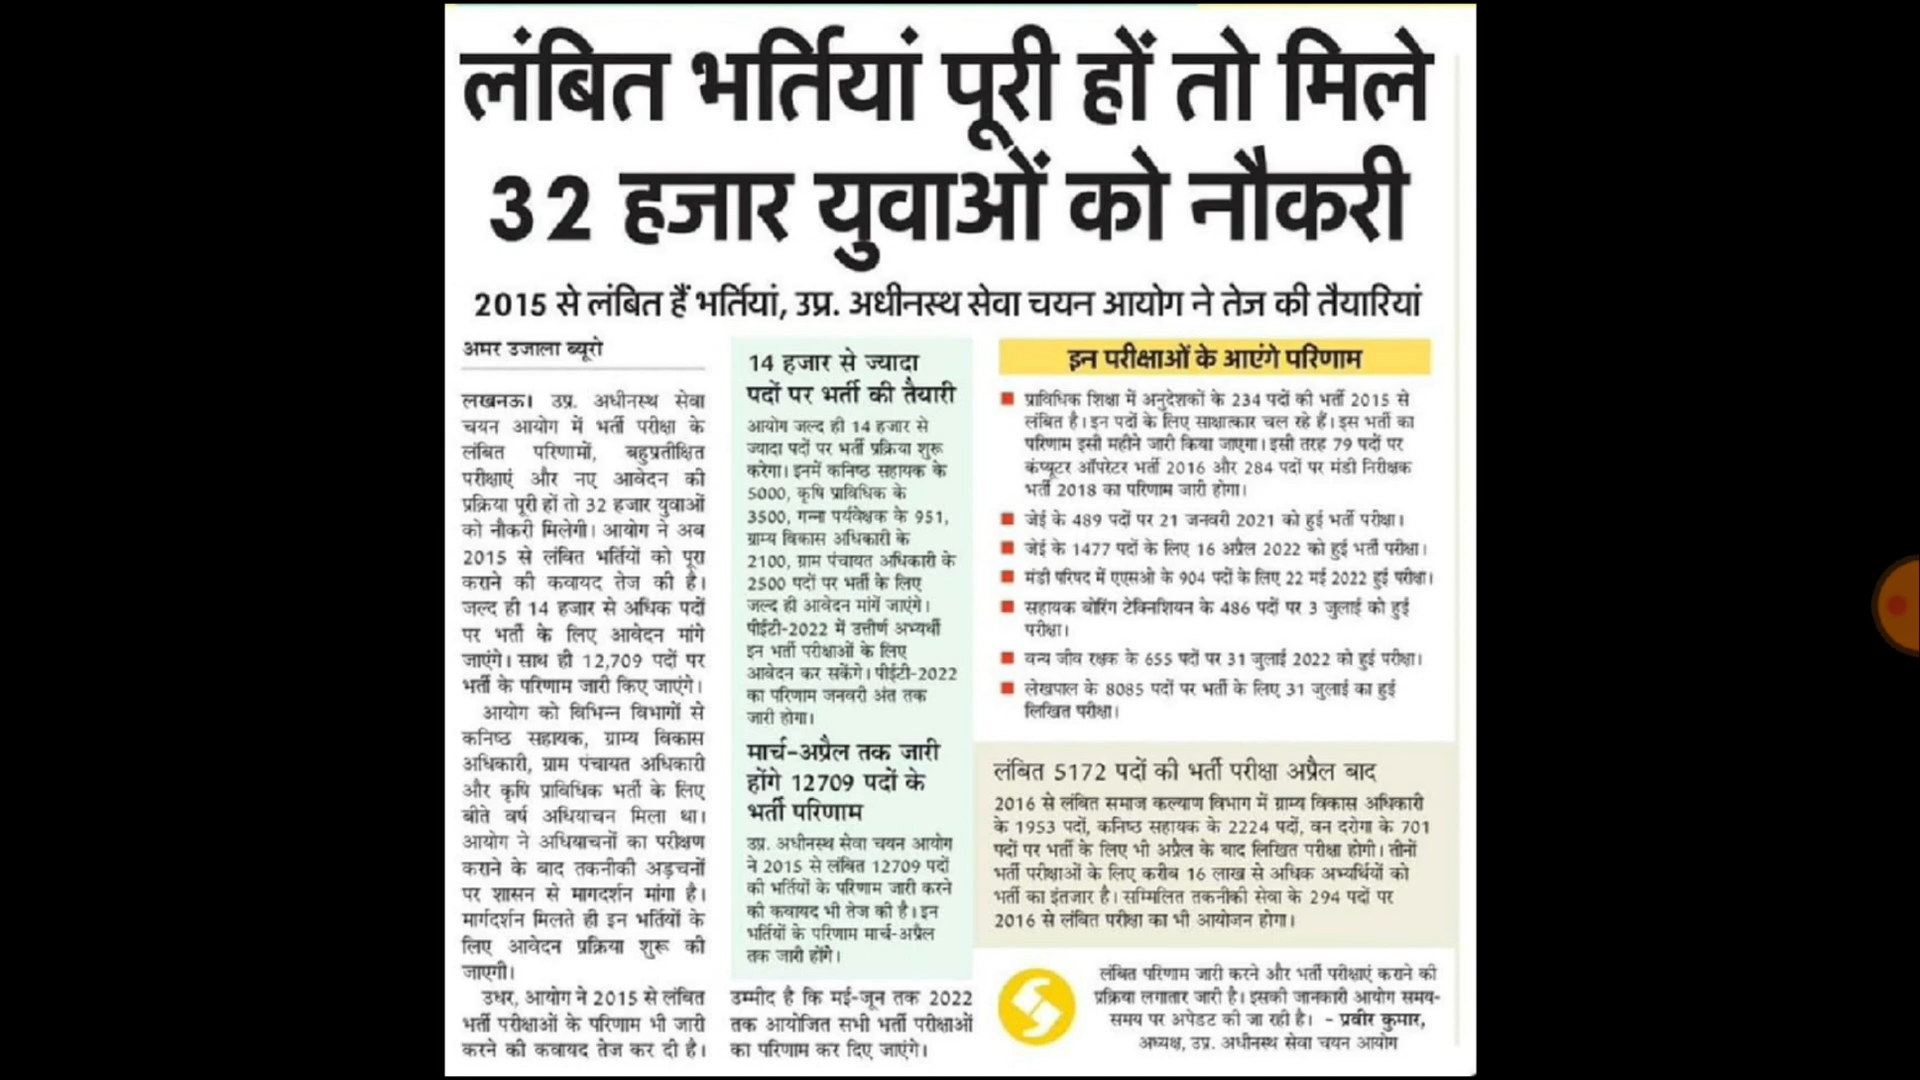 लंबित भर्तियां पूरी हों तो मिले
32 हजार युवाओं को नौकरी
2015 से लंबित हैं भर्तियां, उप्र. अधीनस्थ सेवा चयन आयोग ने तेज की तैयारियां
अमर उजाला ब्यूरो
लखनऊ। उप्र. अधीनस्थ सेवा
चयन आयोग में भर्ती परीक्षा के
लंबित परिणामों, बहुप्रतीक्षित
परीक्षाएं और नए आवेदन की
प्रक्रिया पूरी हों तो 32 हजार युवाओं
को नौकरी मिलेगी। आयोग ने अब
2015 से लंबित भर्तियों को पूरा
कराने की कवायद तेज की है।
जल्द ही 14 हजार से अधिक पदों
पर भर्ती के लिए आवेदन मांगे
जाएंगे। साथ ही 12,709 पदों पर
भर्ती के परिणाम जारी किए जाएंगे।
आयोग को विभिन्न विभागों से
कनिष्ठ सहायक, ग्राम्य विकास
अधिकारी, ग्राम पंचायत अधिकारी
और कृषि प्राविधिक भर्ती के लिए
बीते वर्ष अधियाचन मिला था।
आयोग ने अधियाचनों का परीक्षण
कराने के बाद तकनीकी अड़चनों
पर शासन से मागदर्शन मांगा है।
मार्गदर्शन मिलते ही इन भर्तियों के
लिए आवेदन प्रक्रिया शुरू की
जाएगी।
उधर, आयोग ने 2015 से लंबित
भर्ती परीक्षाओं के परिणाम भी जारी
करने की कवायद तेज कर दी है।
14 हजार से ज्यादा
पदों पर भर्ती की तैयारी
आयोग जल्द ही 14 हजार से
ज्यादा पदों पर भर्ती प्रक्रिया शुरू
करेगा। इनमें कनिष्ठ सहायक के
5000, कृषि प्राविधिक के
3500, गन्ना पर्यवेक्षक के 951,
ग्राम्य विकास अधिकारी के
2100, ग्राम पंचायत अधिकारी के
2500 पदों पर भर्ती के लिए
जल्द ही आवेदन मांगें जाएंगे।
पीईटी-2022 में उत्तीर्ण अभ्यर्थी
इन भर्ती परीक्षाओं के लिए
आवेदन कर सकेंगे। पीईटी-2022
का परिणाम जनवरी अंत तक
जारी होगा।
मार्च-अप्रैल तक जारी
होंगे 12709 पदों के
भर्ती परिणाम
उप्र. अधीनस्थ सेवा चयन आयोग
ने 2015 से लंबित 12709 पदों
की भर्तियों के परिणाम जारी करने
की कवायद भी तेज की है। इन
भर्तियों के परिणाम मार्च-अप्रैल
तक जारी होंगे।
उम्मीद है कि मई-जून तक 2022
तक आयोजित सभी भर्ती परीक्षाओं
का परिणाम कर दिए जाएंगे।
इन परीक्षाओं के आएंगे परिणाम
प्राविधिक शिक्षा में अनुदेशकों के 234 पदों की भर्ती 2015 से
लंबित है। इन पदों के लिए साक्षात्कार चल रहे हैं। इस भर्ती का
परिणाम इसी महीने जारी किया जाएगा। इसी तरह 79 पदों पर
कंप्यूटर ऑपरेटर भर्ती 2016 और 284 पदों पर मंडी निरीक्षक
भर्ती 2018 का परिणाम जारी होगा।
जेई के 489 पदों पर 21 जनवरी 2021 को हुई भर्ती परीक्षा।
जेई के 1477 पदों के लिए 16 अप्रैल 2022 को हुई भर्ती परीक्षा।
मंडी परिषद में एएसओ के 904 पदों के लिए 22 मई 2022 हुई परीक्षा।
सहायक बोरिंग टेक्निशियन के 486 पदों पर 3 जुलाई को हुई
परीक्षा।
वन्य जीव रक्षक के 655 पदों पर 31 जुलाई 2022 को हुई परीक्षा।
लेखपाल के 8085 पदों पर भर्ती के लिए 31 जुलाई का हुई
लिखित परीक्षा।
लंबित 5172 पदों की भर्ती परीक्षा अप्रैल बाद
2016 से लंबित समाज कल्याण विभाग में ग्राम्य विकास अधिकारी
के 1953 पदों, कनिष्ठ सहायक के 2224 पदों, वन दरोगा के 701
पदों पर भर्ती के लिए भी अप्रैल के बाद लिखित परीक्षा होगी। तीनों
भर्ती परीक्षाओं के लिए करीब 16 लाख से अधिक अभ्यर्थियों को
भर्ती का इंतजार है। सम्मिलित तकनीकी सेवा के 294 पदों पर
2016 से लंबित परीक्षा का भी आयोजन होगा।
लंबित परिणाम जारी करने और भर्ती परीक्षाएं कराने की
प्रक्रिया लगातार जारी है। इसकी जानकारी आयोग समय-
समय पर अपेडट की जा रही है। - प्रवीर कुमार,
अध्यक्ष, उप्र. अधीनस्थ सेवा चयन आयोग